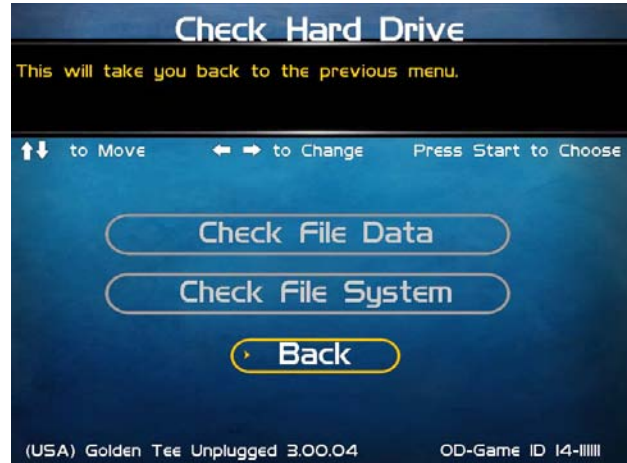 Check Hard Drive
This will take you back to the previous menu.
to Move to Change Press Start to Choose
Check File Data
Check File System
Back
(USA) Golden Tee Unplugged 3.00.04 OD-Game ID 14-111111